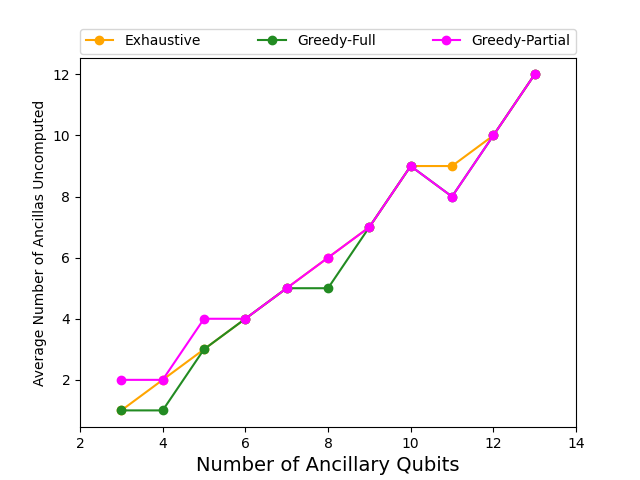 Exhaustive Greedy-Full Greedy-Partial
Average Number of Ancillas Uncomputed
12
10
8
6
4
2
2 4 6 8 10 12 14
Number of Ancillary Qubits